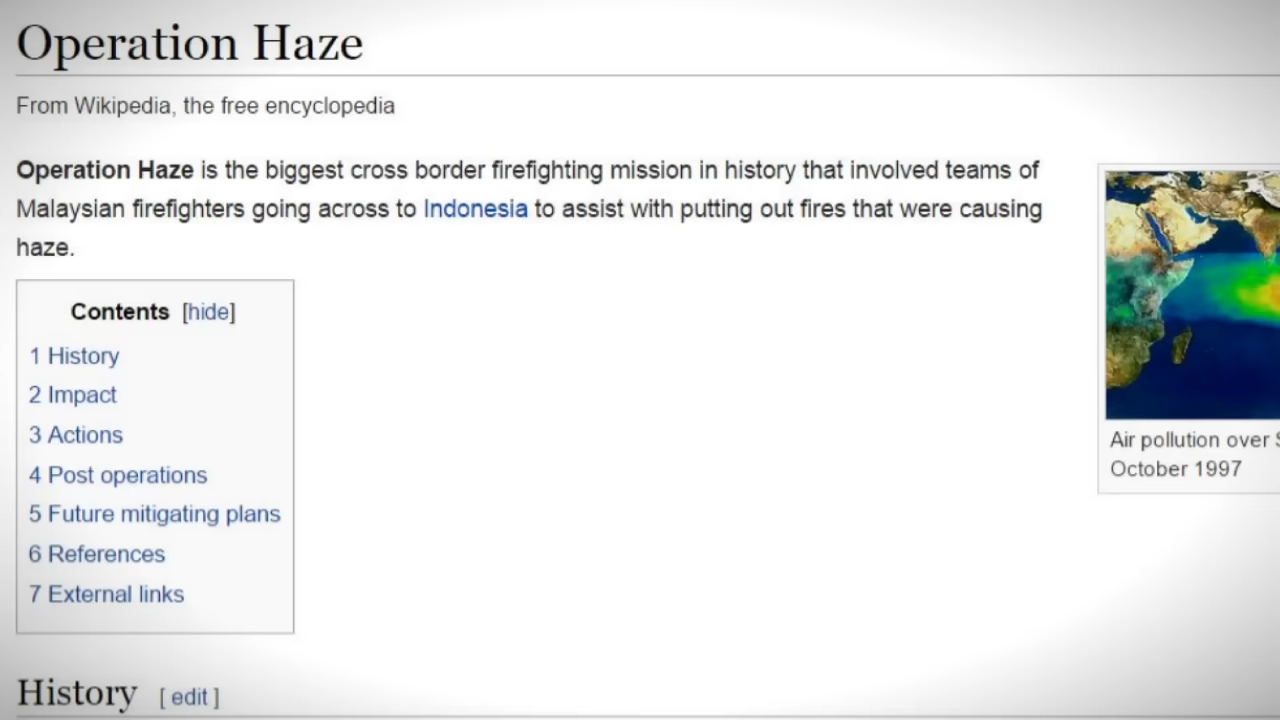 Operation Haze
From Wikipedia, the free encyclopedia
Operation Haze is the biggest cross border firefighting mission in history that involved teams of
Malaysian firefighters going across to Indonesia to assist with putting out fires that were causing
haze.
Contents [hide]
1 History
2 Impact
3 Actions
4 Post operations
5 Future mitigating plans
6 References
7 External links
Air pollution over
October 1997
History [ edit ]